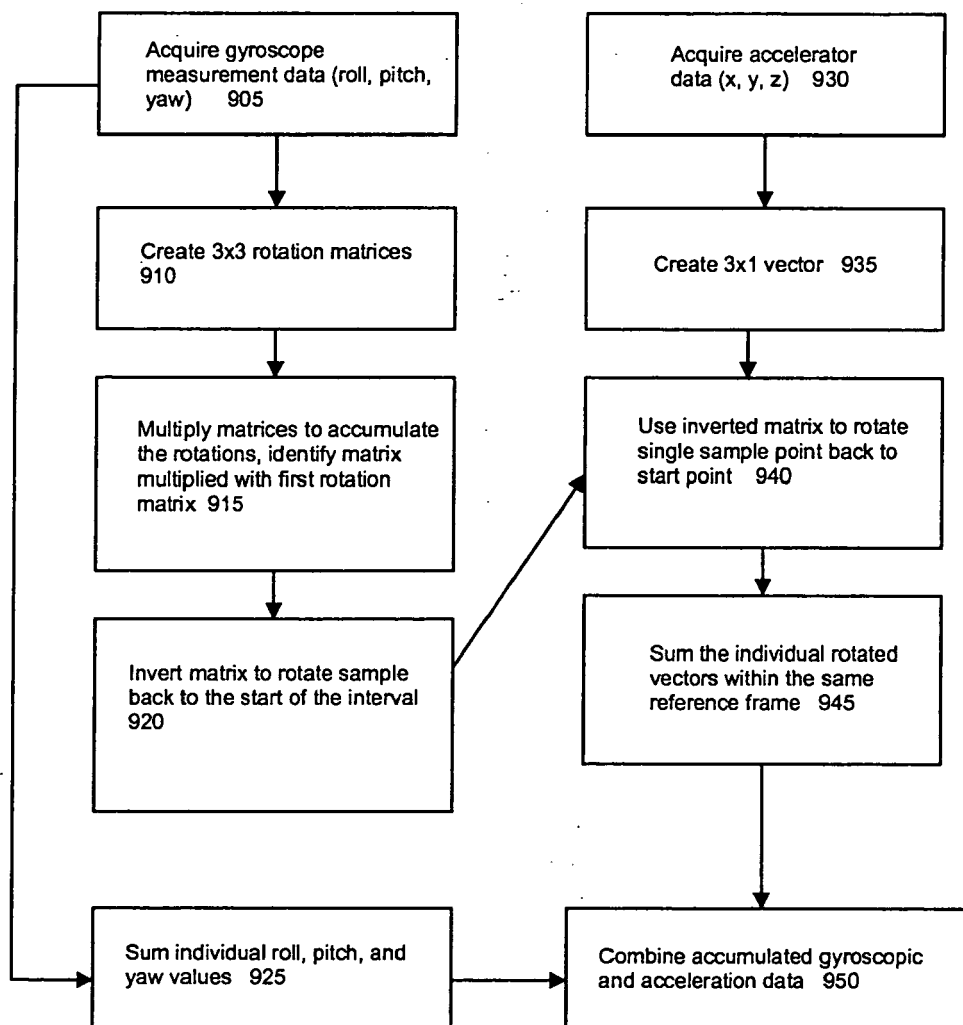 Acquire gyroscope
measurement data (roll, pitch,
yaw) 905
Create 3x3 rotation matrices
910
Multiply matrices to accumulate
the rotations, identify matrix
multiplied with first rotation
matrix 915
Invert matrix to rotate sample
back to the start of the interval
920
Sum individual roll, pitch, and
yaw values 925
Acquire accelerator
data (x, y, z) 930
Create 3x1 vector 935
Use inverted matrix to rotate
single sample point back to
start point 940
Sum the individual rotated
vectors within the same
reference frame 945
Combine accumulated gyroscopic
and acceleration data 950